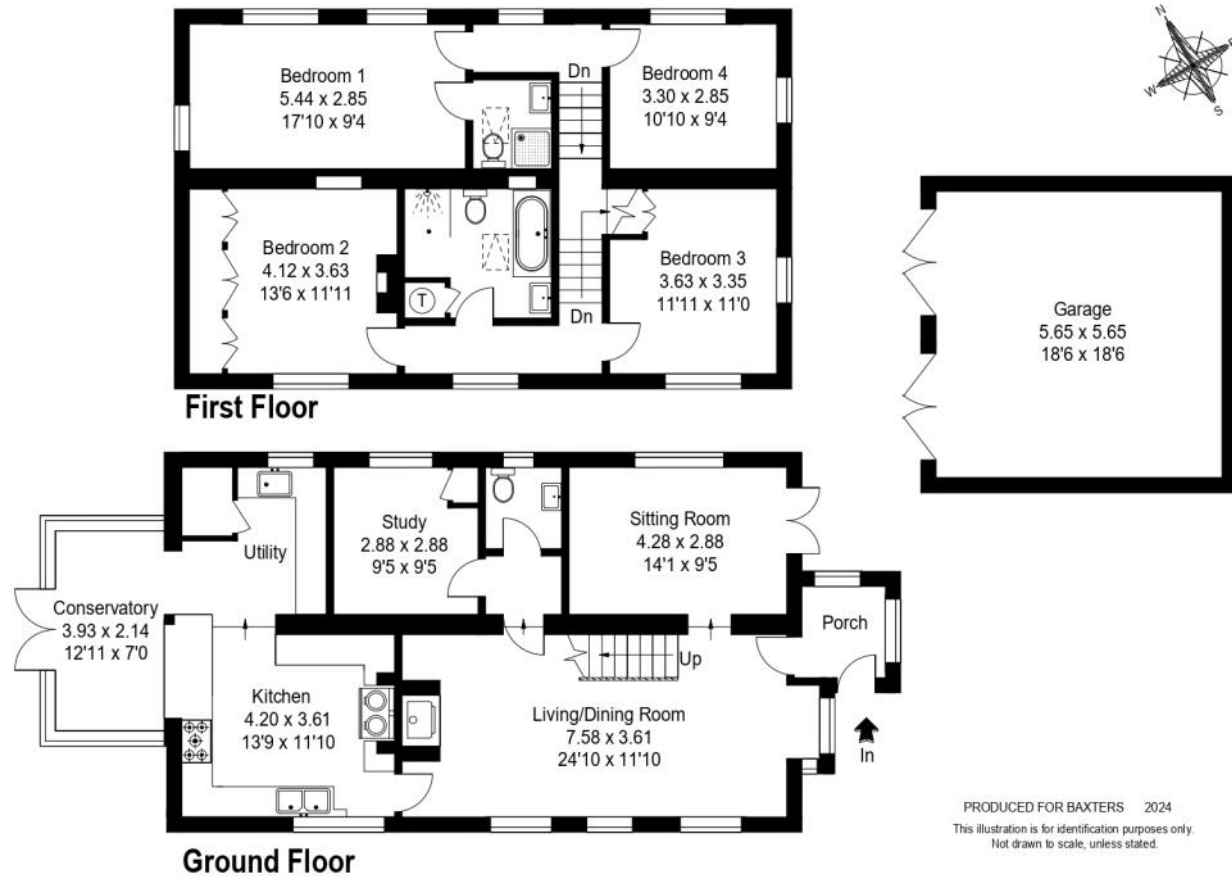 Bedroom 1
5.44 x 2.85
17'10 x 9'4
Dn
Bedroom 4
3.30 x 2.85
10'10 x 9'4
N
E
W
S
Bedroom 2
4.12 x 3.63
13'6 x 11'11
T
Dn
Bedroom 3
3.63 x 3.35
11'11 x 11'0
Garage
5.65 x 5.65
18'6 x 18'6
First Floor
Conservatory
3.93 x 2.14
12'11 x 7'0
Utility
Study
2.88 x 2.88
9'5 x 9'5
Sitting Room
4.28 x 2.88
14'1 x 9'5
Porch
Kitchen
4.20 x 3.61
13'9 x 11'10
Up
Living/Dining Room
7.58 x 3.61
24'10 x 11'10
In
Ground Floor
PRODUCED FOR BAXTERS 2024
This illustration is for identification purposes only.
Not drawn to scale, unless stated.